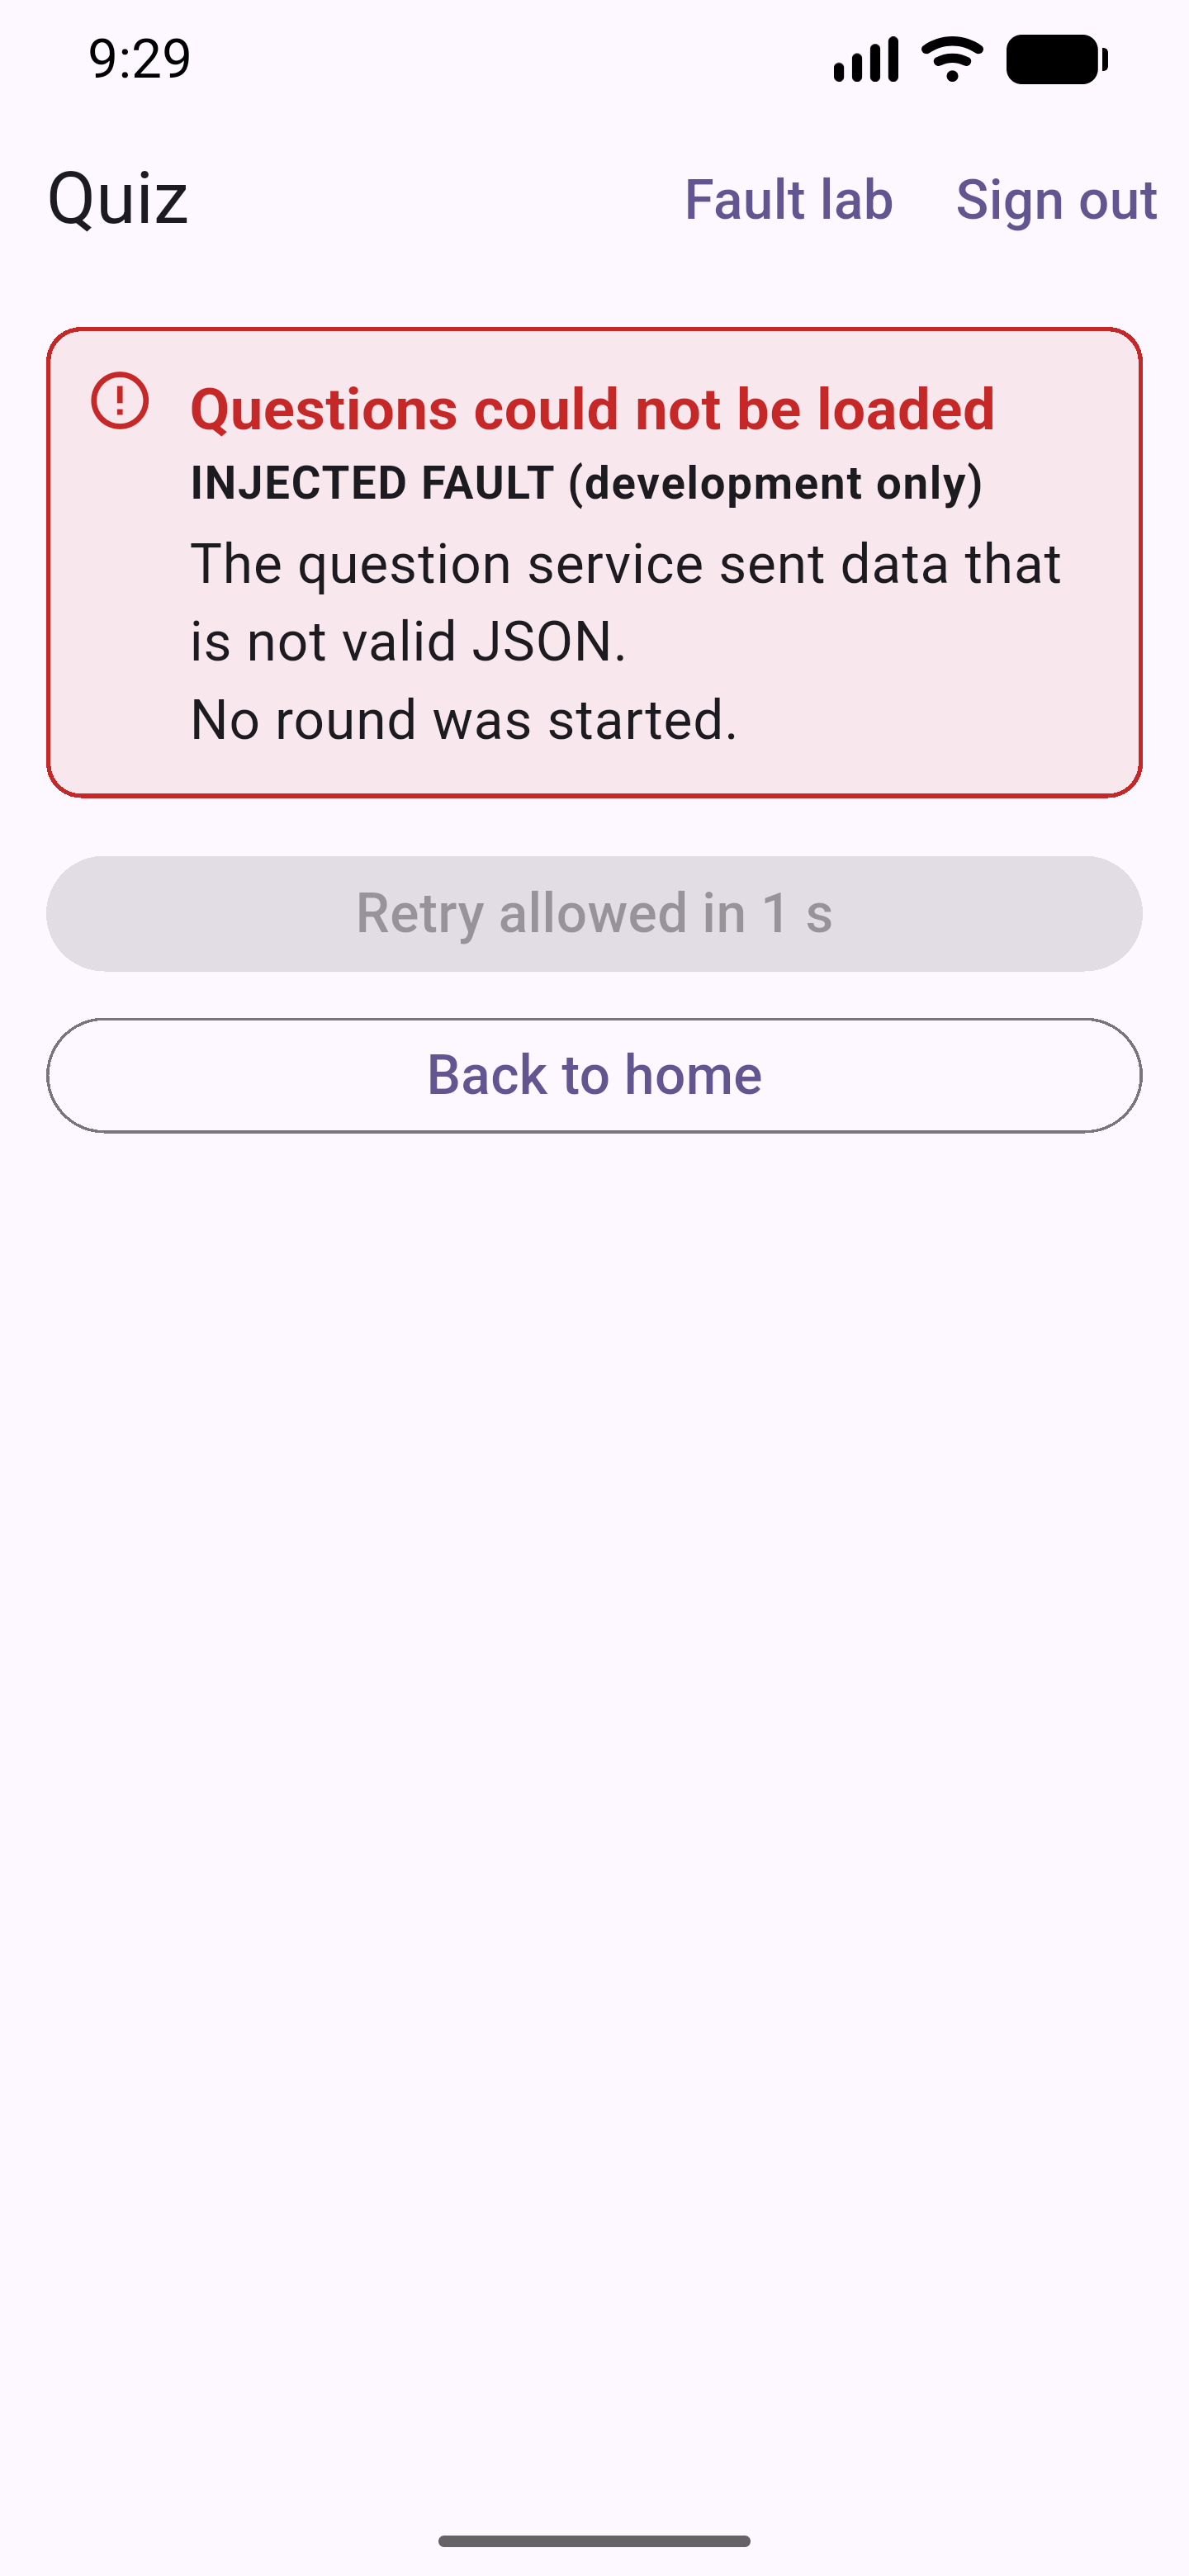 9:29
Quiz
Fault lab
Sign out
Questions could not be loaded
INJECTED FAULT (development only)
The question service sent data that
is not valid JSON.
No round was started.
Retry allowed in 1 s
Back to home